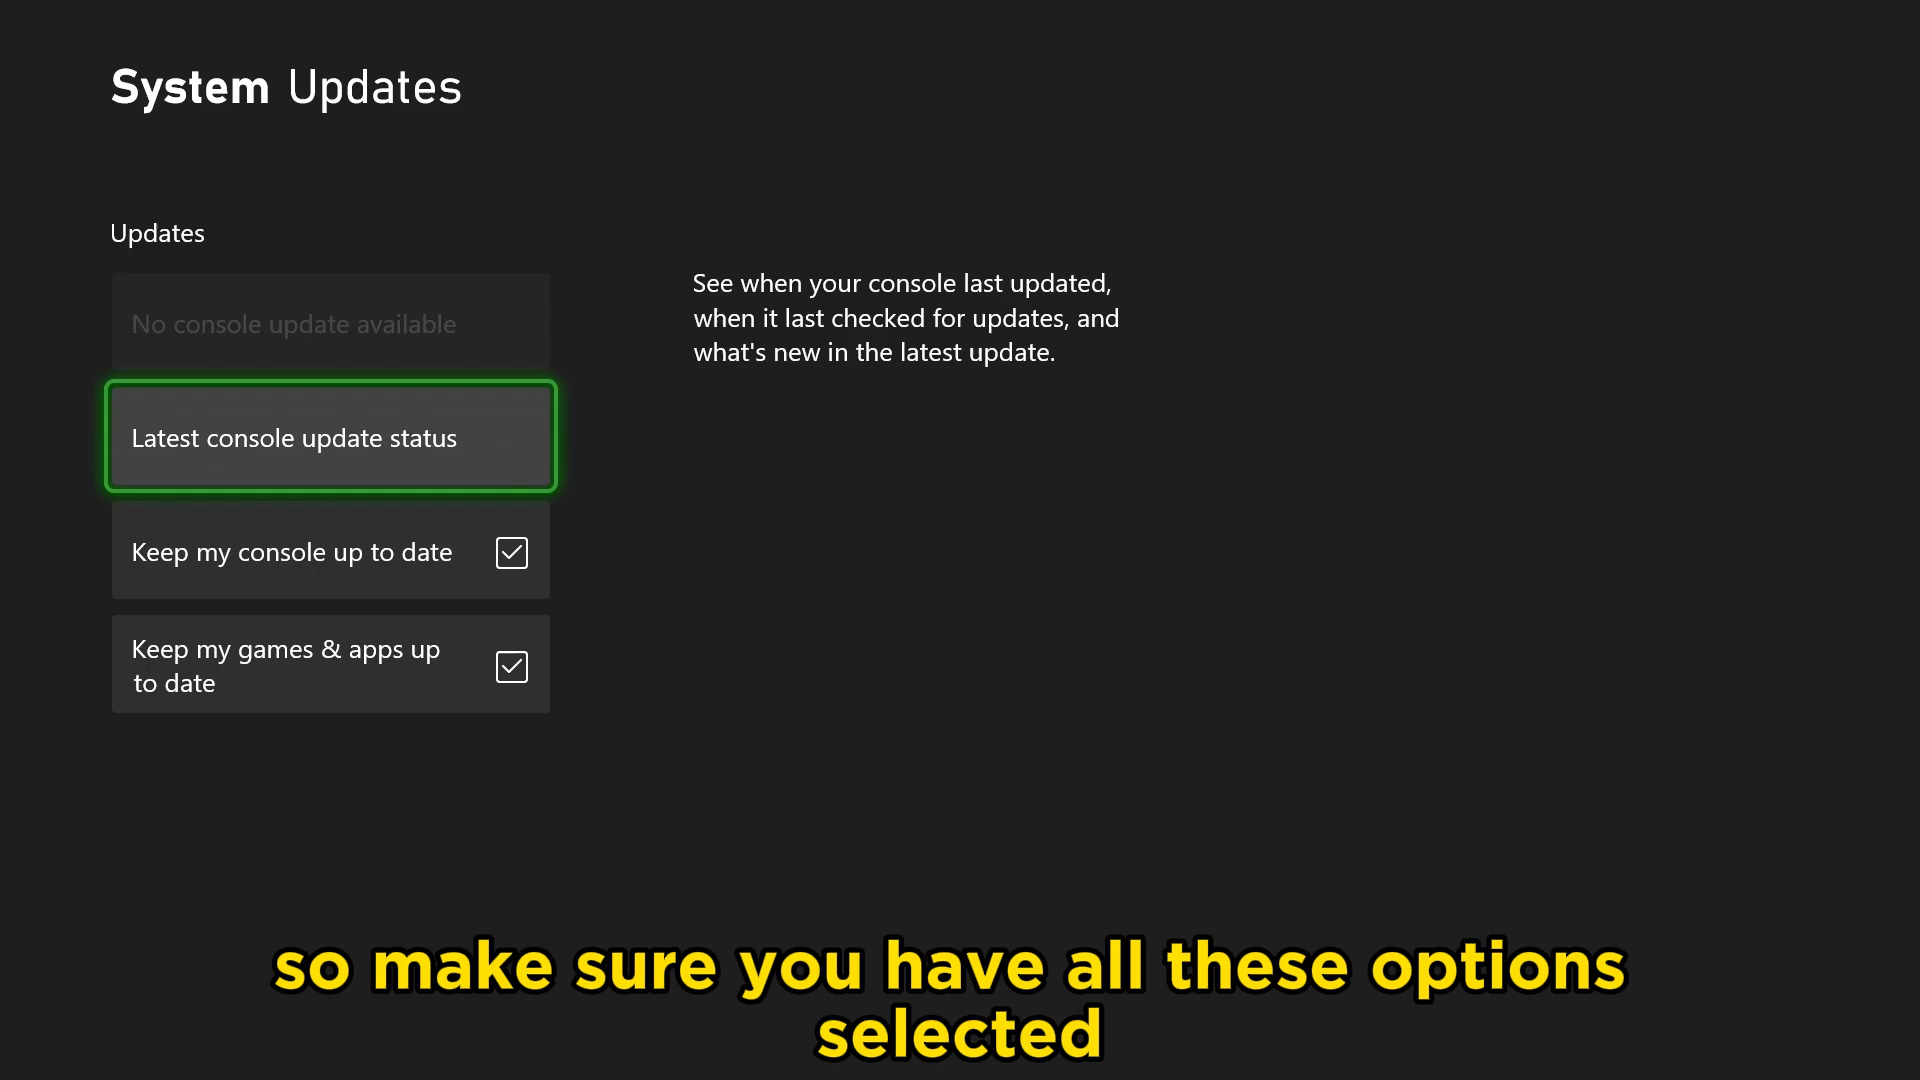 System Updates
Updates
No console update available
Latest console update status
Keep my console up to date
Keep my games & apps up
to date
See when your console last updated,
when it last checked for updates, and
what's new in the latest update.
so make sure you have all these options
selected